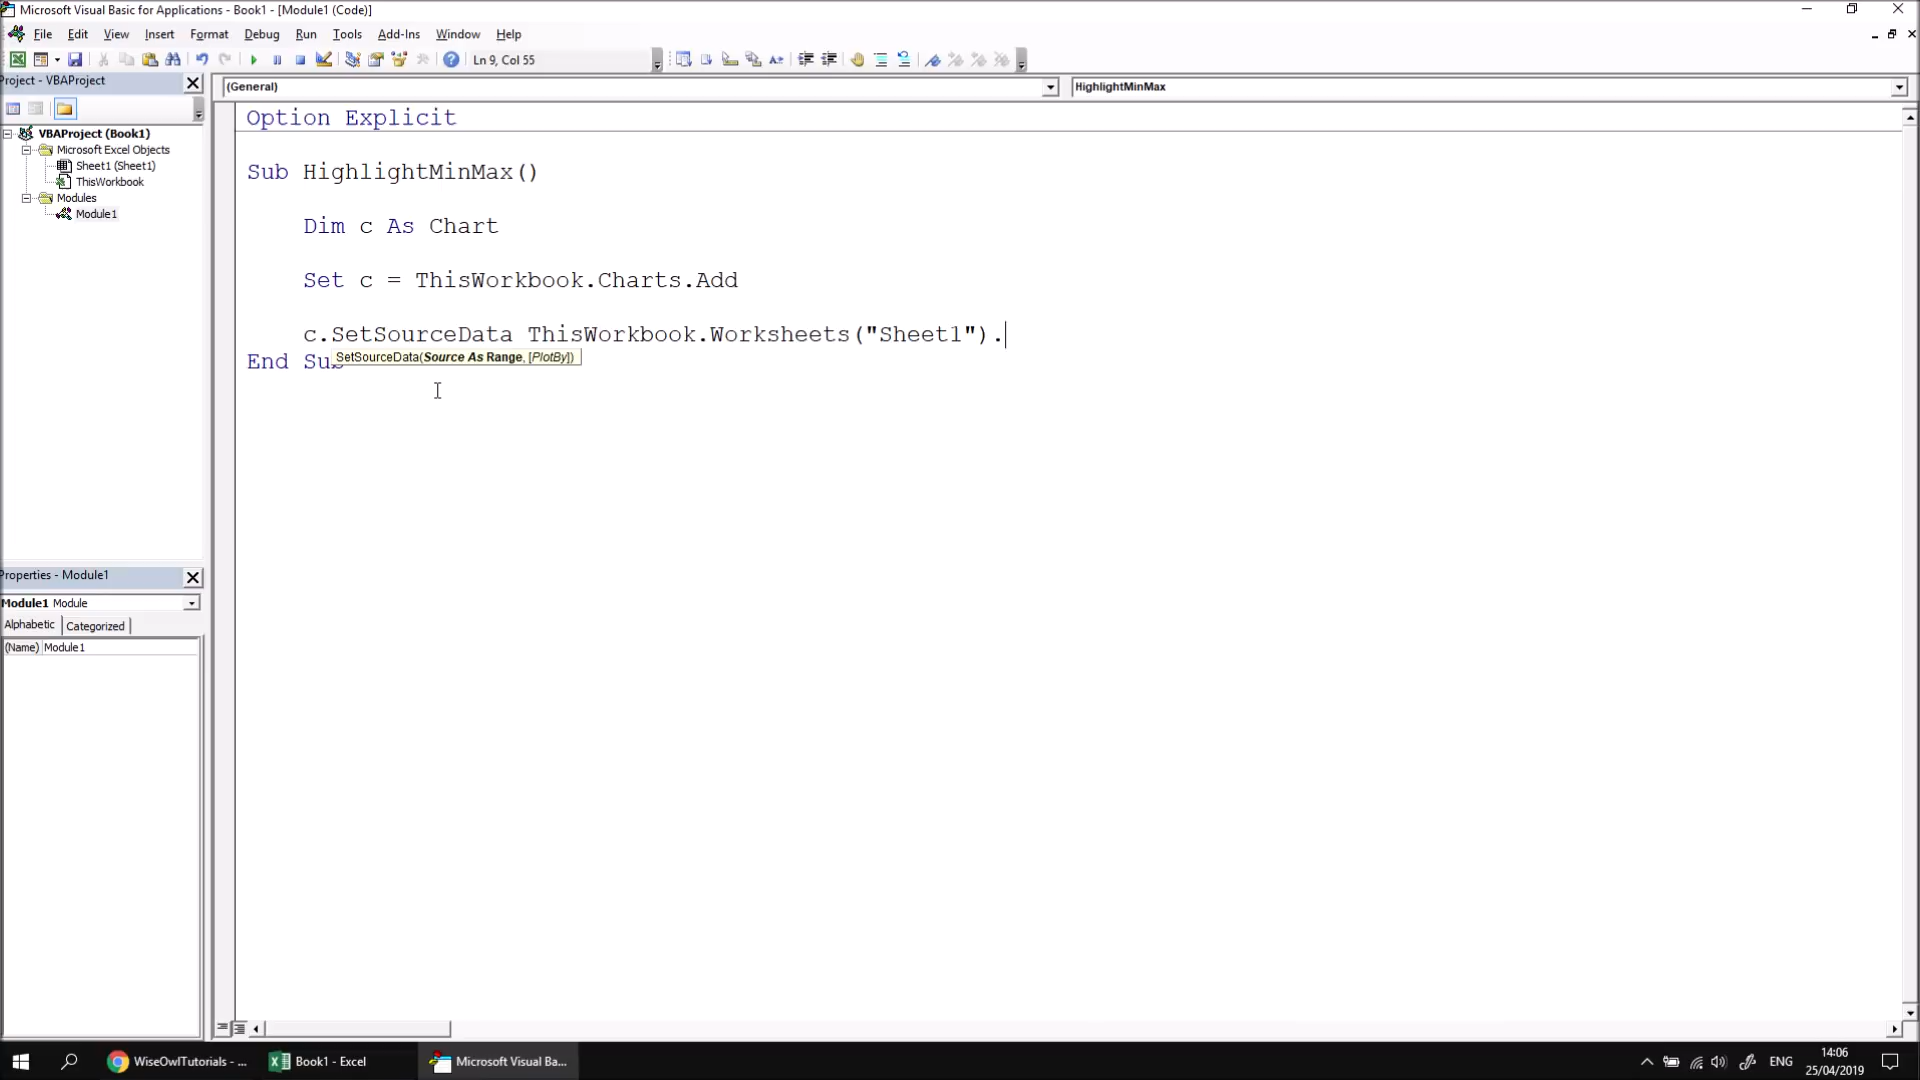 Microsoft Visual Basic for Applications - Book1 - [Module1 (Code)]
File Edit View Insert Format Debug Run Tools Add-Ins Window Help
Ln 9, Col 55
Project - VBAProject
(General)
HighlightMinMax
VBAProject (Book1)
Microsoft Excel Objects
Sheet1 (Sheet1)
ThisWorkbook
Modules
Module1
Option Explicit
Sub HighlightMinMax()
Dim c As Chart
Set c = ThisWorkbook.Charts.Add
c.SetSourceData ThisWorkbook.Worksheets("Sheet1").
SetSourceData(Source As Range, [PlotBy])
End Sub
Properties - Module1
Module1 Module
Alphabetic Categorized
(Name) Module1
WiseOwlTutorials - ...
Book1 - Excel
Microsoft Visual Ba...
ENG
14:06
25/04/2019